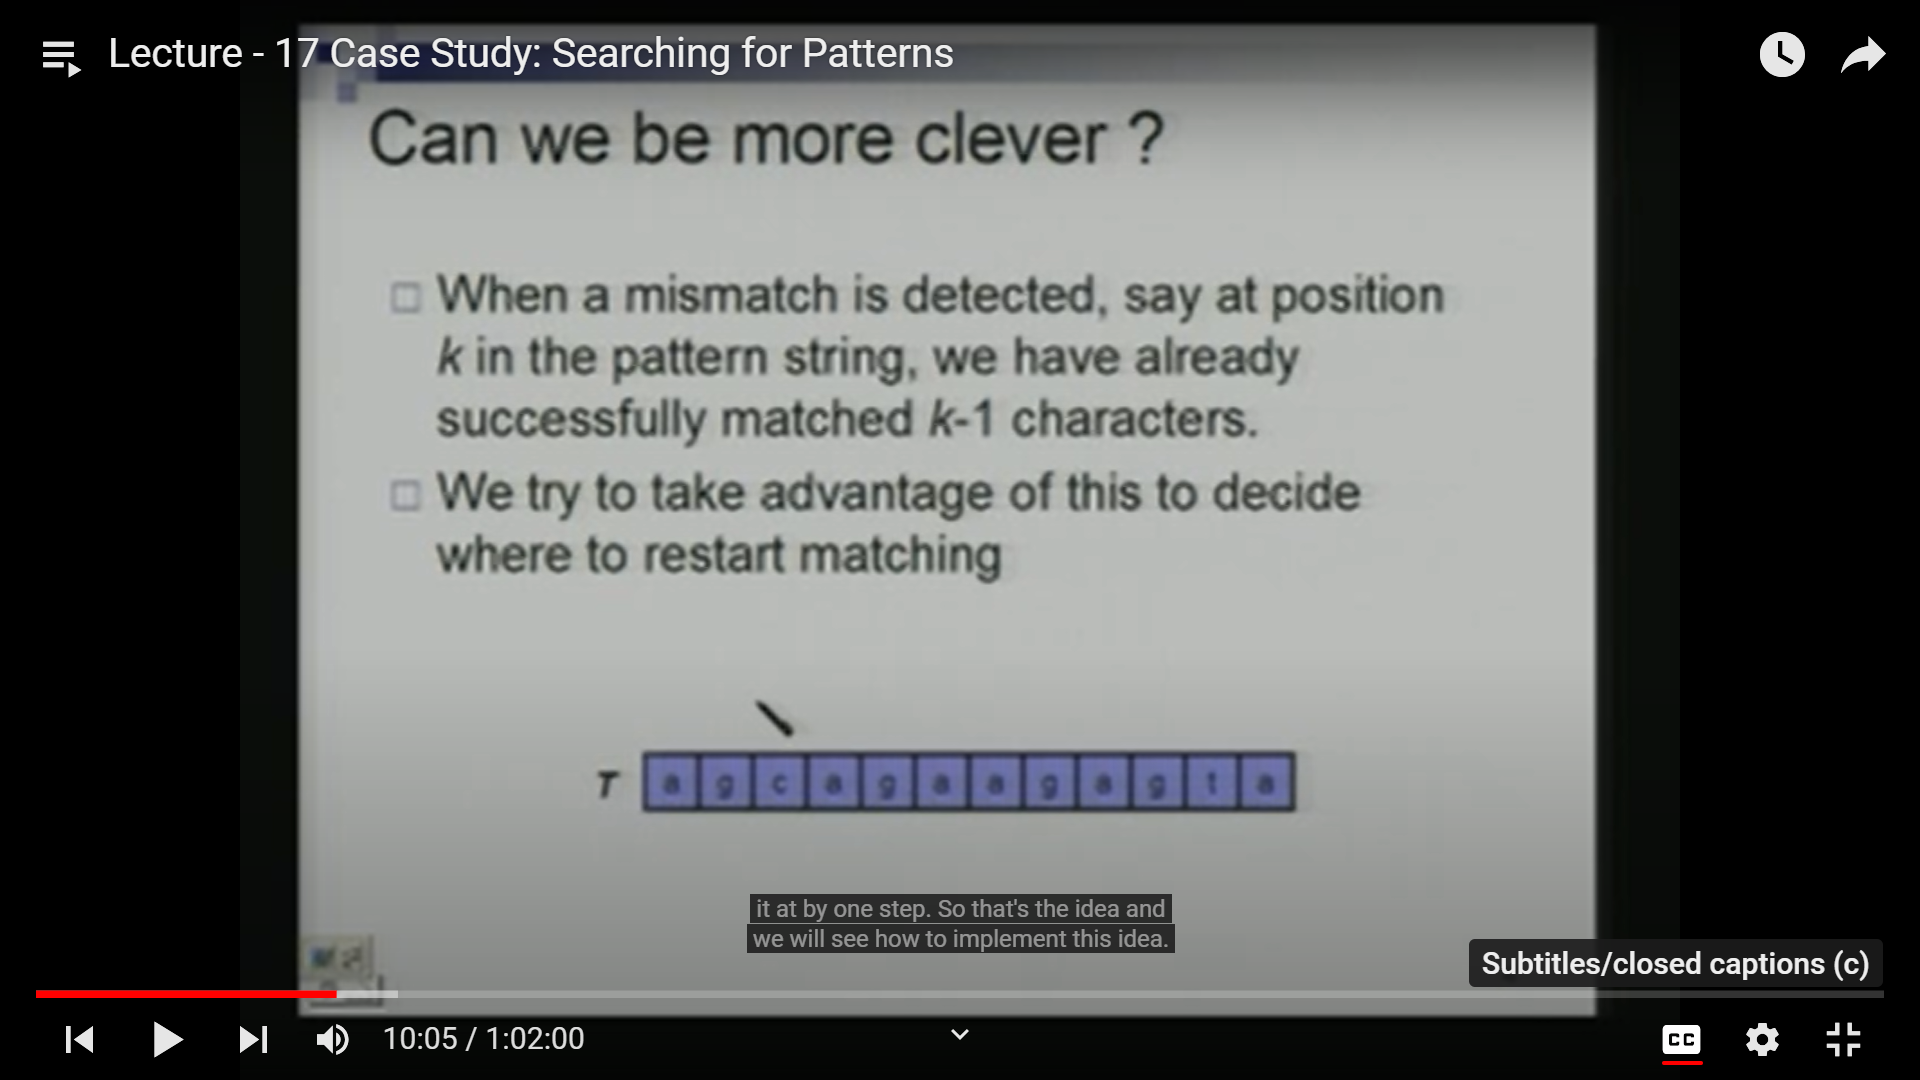 Lecture - 17 Case Study: Searching for Patterns
Can we be more clever ?
When a mismatch is detected, say at position
k in the pattern string, we have already
successfully matched k-1 characters.
We try to take advantage of this to decide
where to restart matching
T a g c a g a a g a g t a
it at by one step. So that's the idea and
we will see how to implement this idea.
Subtitles/closed captions (c)
10:05 / 1:02:00
CC